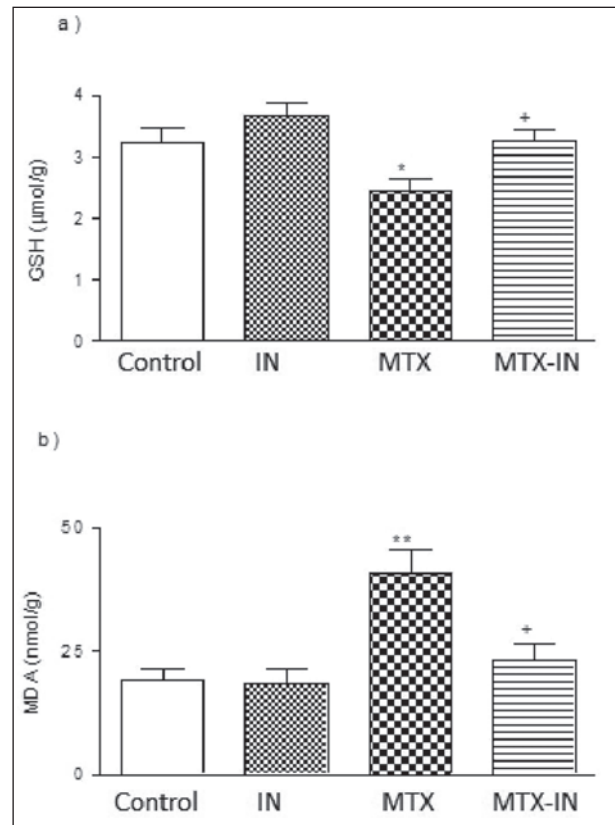 a )
GSH (µmol/g)
4
3
2
1
0
*
+
Control IN MTX MTX-IN
b )
MDA (nmol/g)
50
25
0
**
+
Control IN MTX MTX-IN